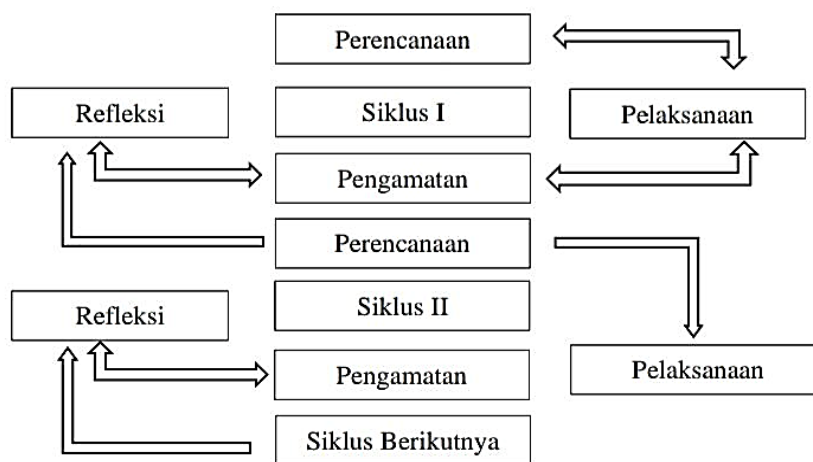 Perencanaan
Refleksi
Siklus I
Pelaksanaan
Pengamatan
Perencanaan
Refleksi
Siklus II
Pengamatan
Pelaksanaan
Siklus Berikutnya